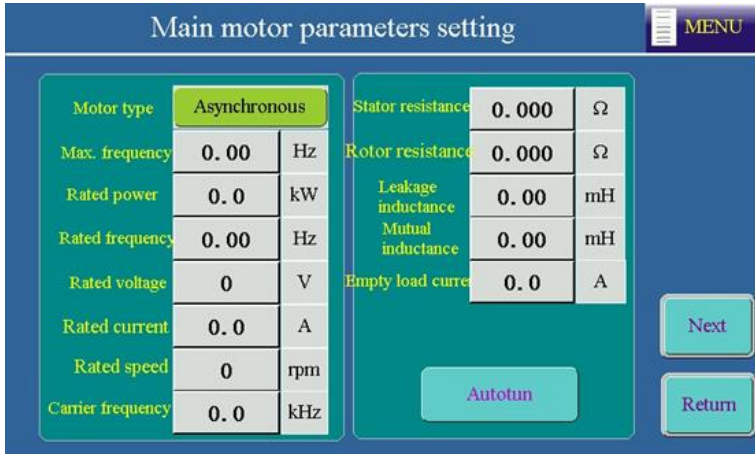 Main motor parameters setting
MENU
Motor type Asynchronous
Max. frequency 0.00 Hz
Rated power 0.0 kW
Rated frequency 0.00 Hz
Rated voltage 0 V
Rated current 0.0 A
Rated speed 0 rpm
Carrier frequency 0.0 kHz
Stator resistance 0.000 Ω
Rotor resistance 0.000 Ω
Leakage
inductance 0.00 mH
Mutual
inductance 0.00 mH
Empty load curre 0.0 A
Autotun
Next
Return